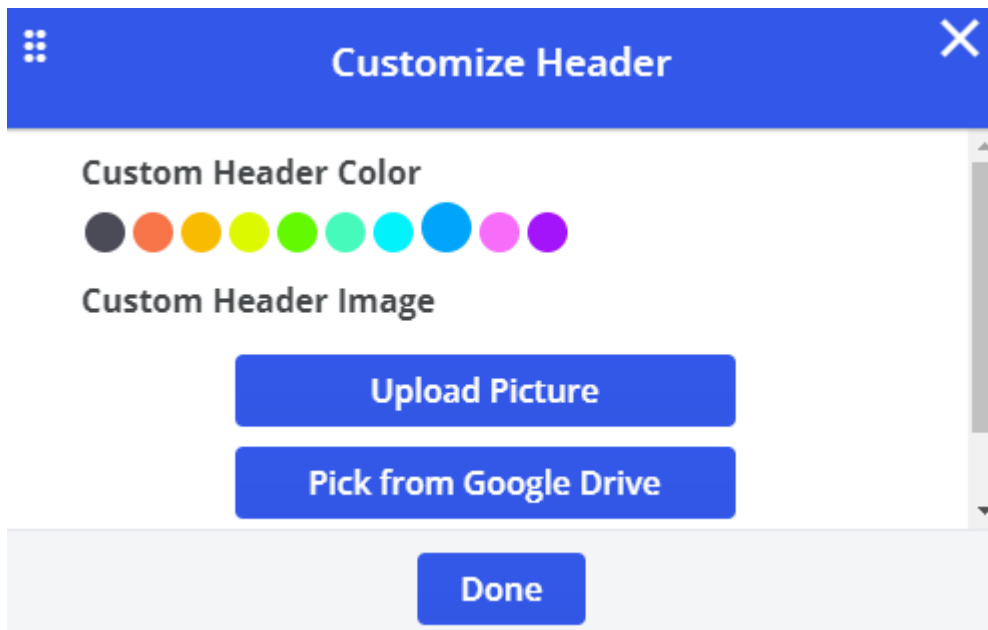 Customize Header
Custom Header Color
Custom Header Image
Upload Picture
Pick from Google Drive
Done